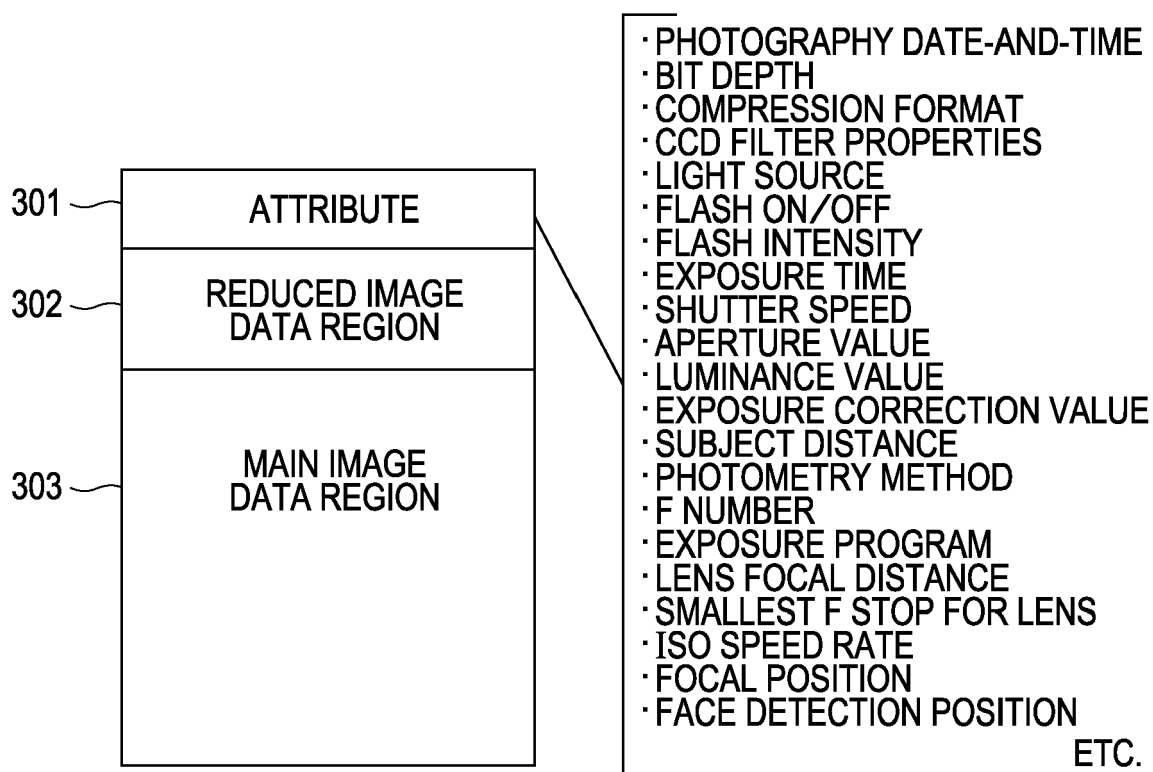 301
ATTRIBUTE
302
REDUCED IMAGE
DATA REGION
303
MAIN IMAGE
DATA REGION
·PHOTOGRAPHY DATE-AND-TIME
·BIT DEPTH
·COMPRESSION FORMAT
·CCD FILTER PROPERTIES
·LIGHT SOURCE
·FLASH ON/OFF
·FLASH INTENSITY
·EXPOSURE TIME
·SHUTTER SPEED
·APERTURE VALUE
·LUMINANCE VALUE
·EXPOSURE CORRECTION VALUE
·SUBJECT DISTANCE
·PHOTOMETRY METHOD
·F NUMBER
·EXPOSURE PROGRAM
·LENS FOCAL DISTANCE
·SMALLEST F STOP FOR LENS
·ISO SPEED RATE
·FOCAL POSITION
·FACE DETECTION POSITION
ETC.